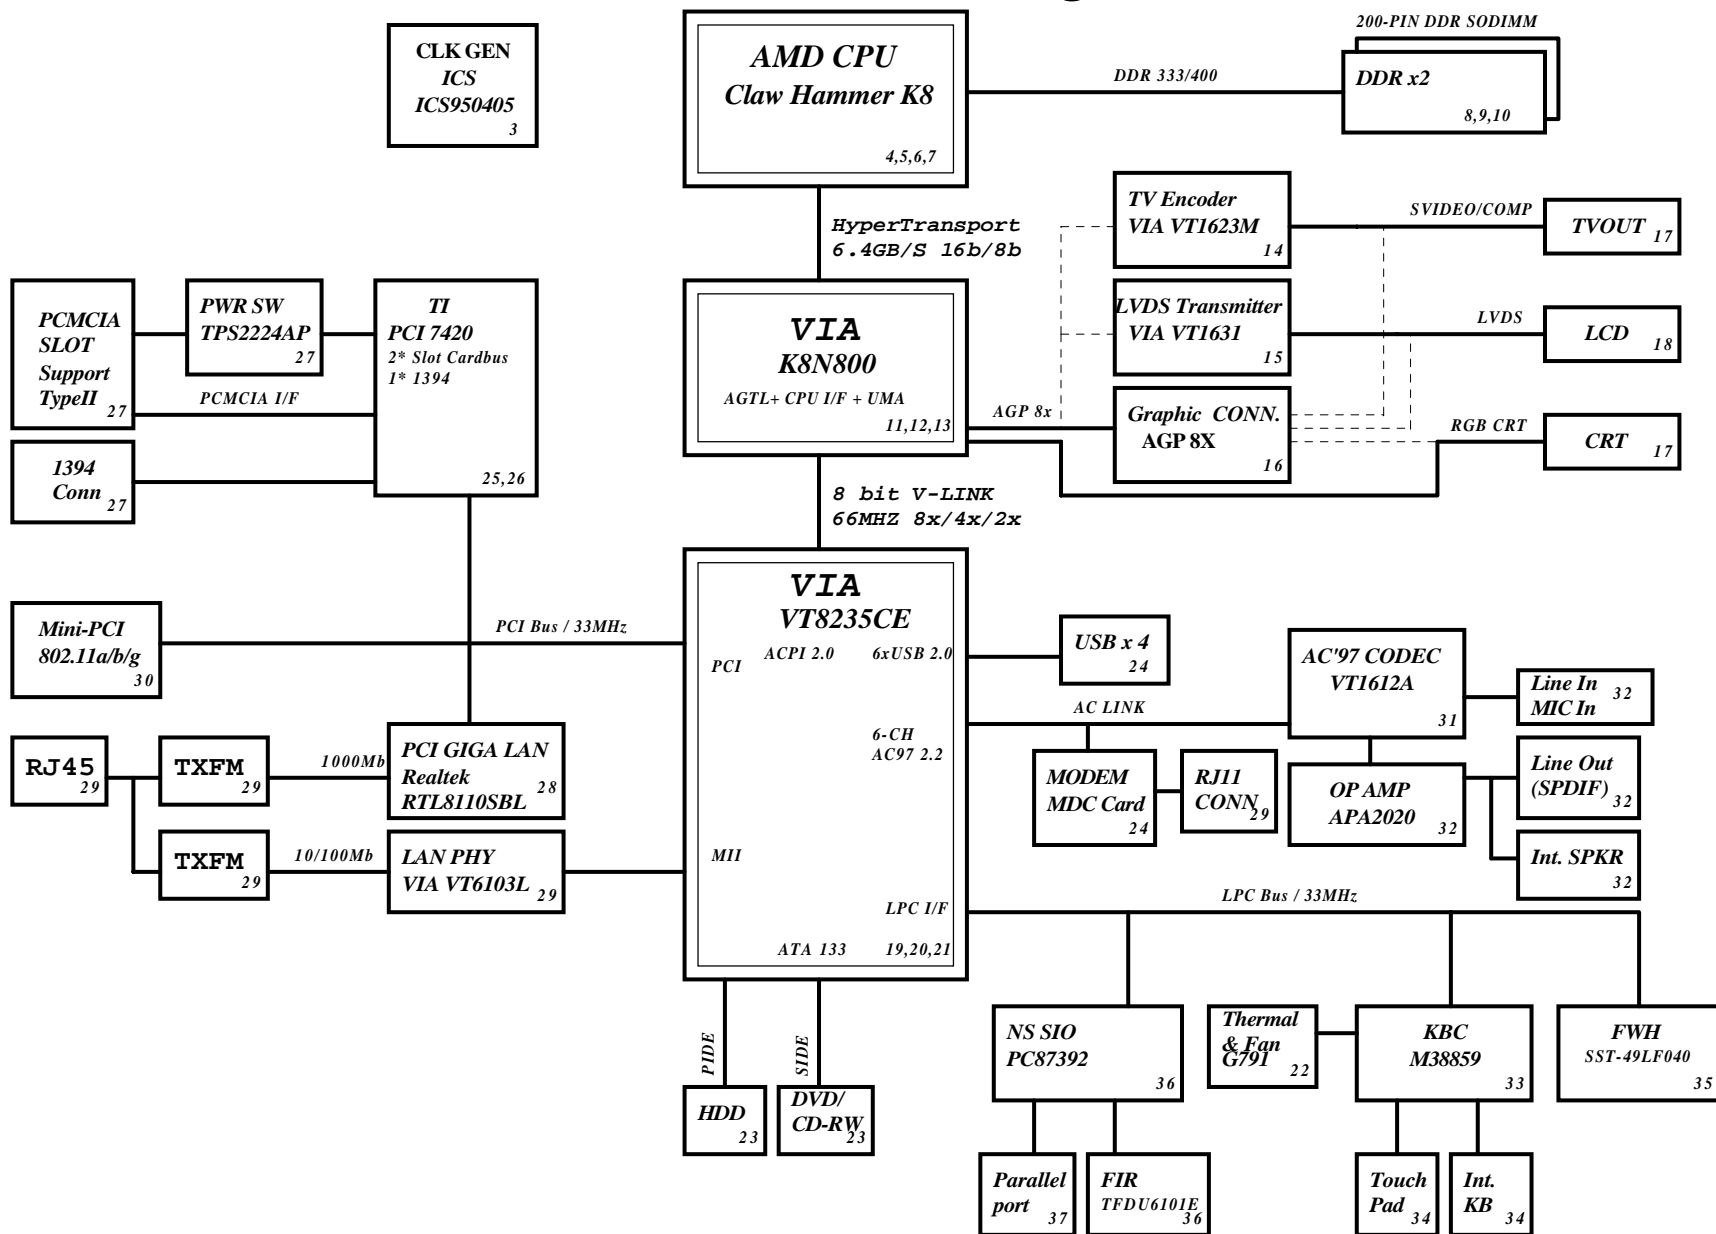 200-PIN DDR SODIMM
CLK GEN
ICS
ICS950405
3
AMD CPU
Claw Hammer K8
4,5,6,7
DDR 333/400
DDR x2
8,9,10
HyperTransport
6.4GB/S 16b/8b
TV Encoder
VIA VT1623M
14
SVIDEO/COMP
TVOUT
17
PCMCIA
SLOT
Support
TypeII
27
PWR SW
TPS2224AP
27
PCMCIA I/F
TI
PCI 7420
2* Slot Cardbus
1* 1394
25,26
VIA
K8N800
AGTL+ CPU I/F + UMA
11,12,13
LVDS Transmitter
VIA VT1631
15
LVDS
LCD
18
AGP 8x
Graphic CONN.
AGP 8X
16
RGB CRT
CRT
17
1394
Conn
27
8 bit V-LINK
66MHZ 8x/4x/2x
VIA
VT8235CE
PCI
ACPI 2.0
6xUSB 2.0
6-CH
AC97 2.2
MII
LPC I/F
ATA 133
19,20,21
Mini-PCI
802.11a/b/g
30
PCI Bus / 33MHz
USB x 4
24
AC LINK
AC'97 CODEC
VT1612A
31
Line In
MIC In
32
RJ45
29
TXFM
29
1000Mb
PCI GIGA LAN
Realtek
RTL8110SBL
28
MODEM
MDC Card
24
RJ11
CONN
29
OP AMP
APA2020
32
Line Out
(SPDIF)
32
TXFM
29
10/100Mb
LAN PHY
VIA VT6103L
29
Int. SPKR
32
LPC Bus / 33MHz
PIDE
SIDE
HDD
23
DVD/
CD-RW
23
NS SIO
PC87392
36
Thermal
& Fan
G791
22
KBC
M38859
33
FWH
SST-49LF040
35
Parallel
port
37
FIR
TFDU6101E
36
Touch
Pad
34
Int.
KB
34